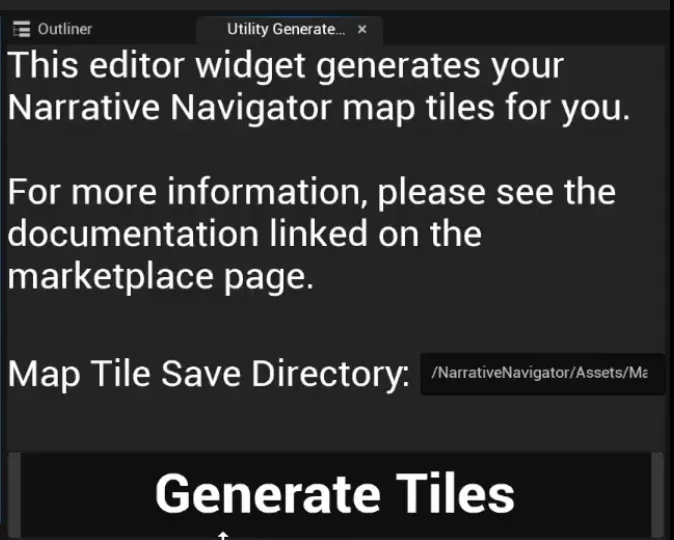 Outliner
Utility Generate...
This editor widget generates your
Narrative Navigator map tiles for you.
For more information, please see the
documentation linked on the
marketplace page.
Map Tile Save Directory: /NarrativeNavigator/Assets/Ma
Generate Tiles